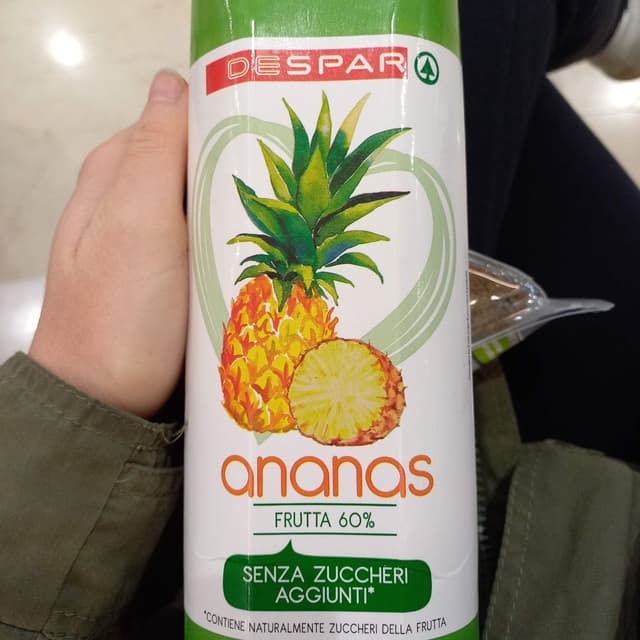 DESPAR
ananas
FRUTTA 60%
SENZA ZUCCHERI
AGGIUNTI*
*CONTIENE NATURALMENTE ZUCCHERI DELLA FRUTTA